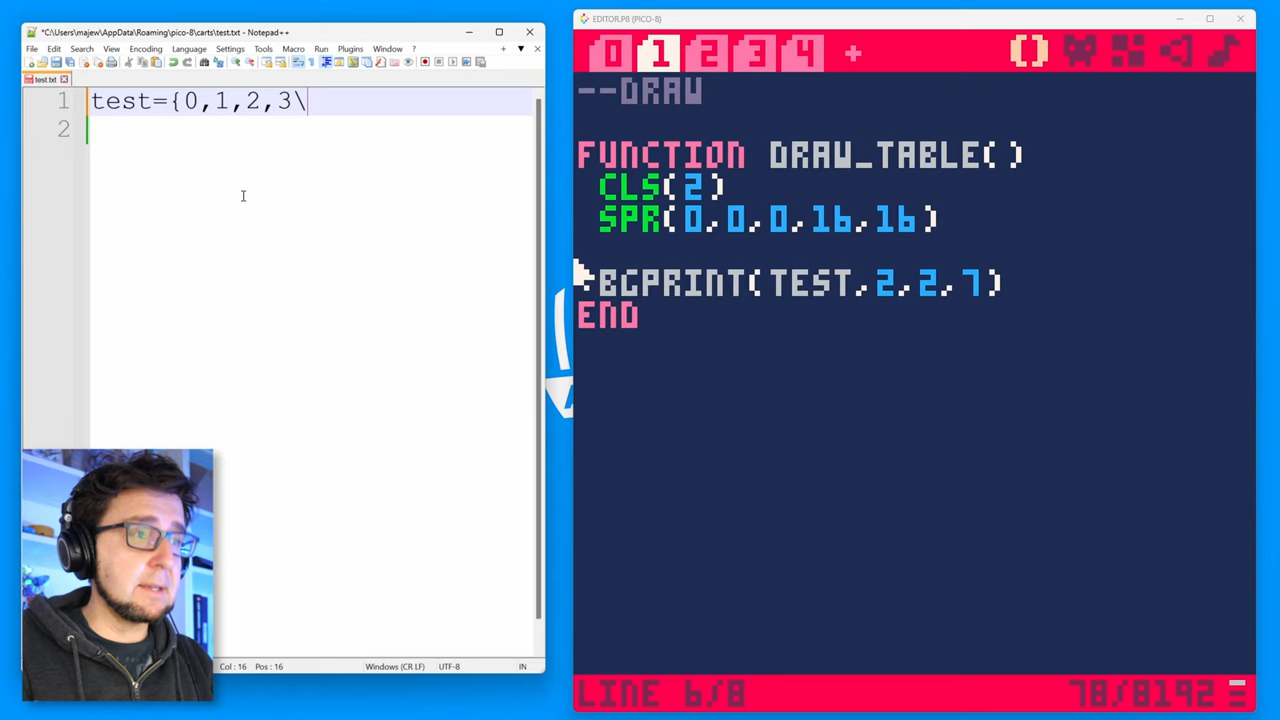 *C:\Users\majew\AppData\Roaming\pico-8\carts\test.txt - Notepad++
File Edit Search View Encoding Language Settings Tools Macro Run Plugins Window ?
+ ▼ X
test.txt
1 test={0,1,2,3\
2
Col : 16 Pos : 16 Windows (CR LF) UTF-8 IN
EDITOR.P8 (PICO-8)
0 1 2 3 4 +
--DRAW
FUNCTION DRAW_TABLE()
CLS(2)
SPR(0,0,0,16,16)
BGPRINT(TEST,2,2,7)
END
LINE 6/8 78/8192